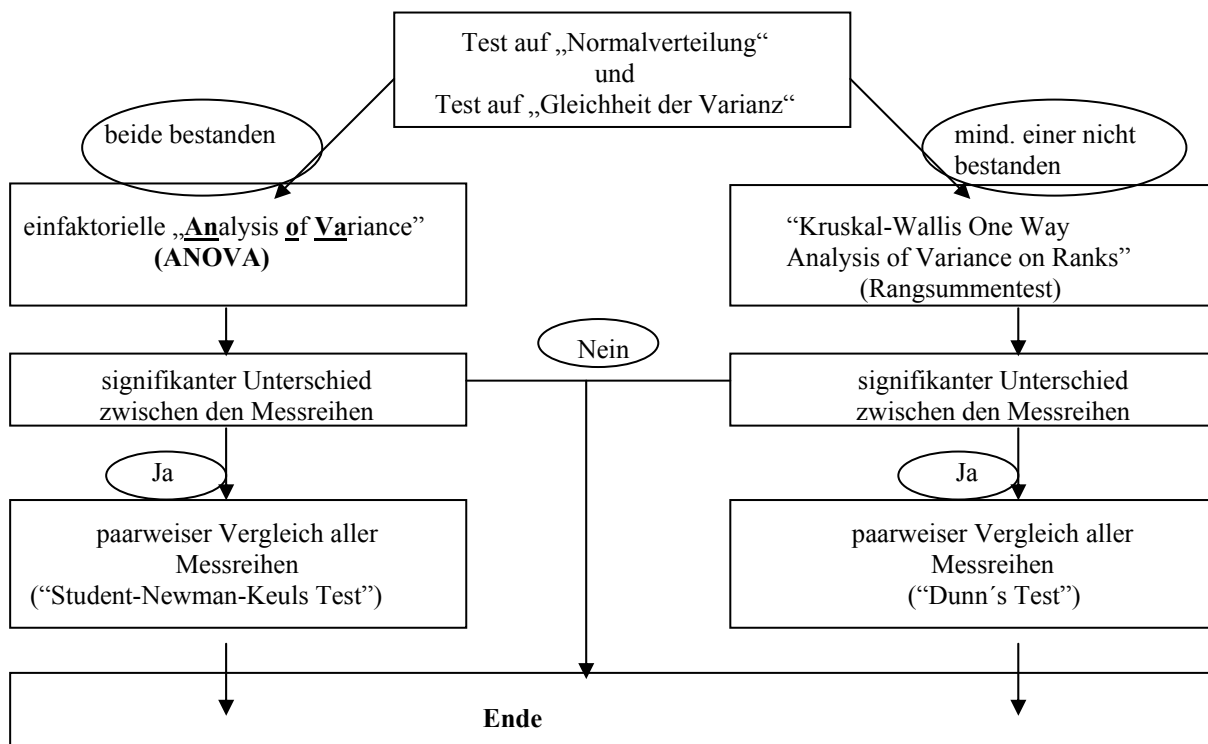 Test auf „Normalverteilung“
und
Test auf „Gleichheit der Varianz“
beide bestanden
mind. einer nicht
bestanden
einfaktorielle „Analysis of Variance”
(ANOVA)
“Kruskal-Wallis One Way
Analysis of Variance on Ranks”
(Rangsummentest)
Nein
signifikanter Unterschied
zwischen den Messreihen
signifikanter Unterschied
zwischen den Messreihen
Ja
Ja
paarweiser Vergleich aller
Messreihen
(“Student-Newman-Keuls Test”)
paarweiser Vergleich aller
Messreihen
(“Dunn´s Test”)
Ende